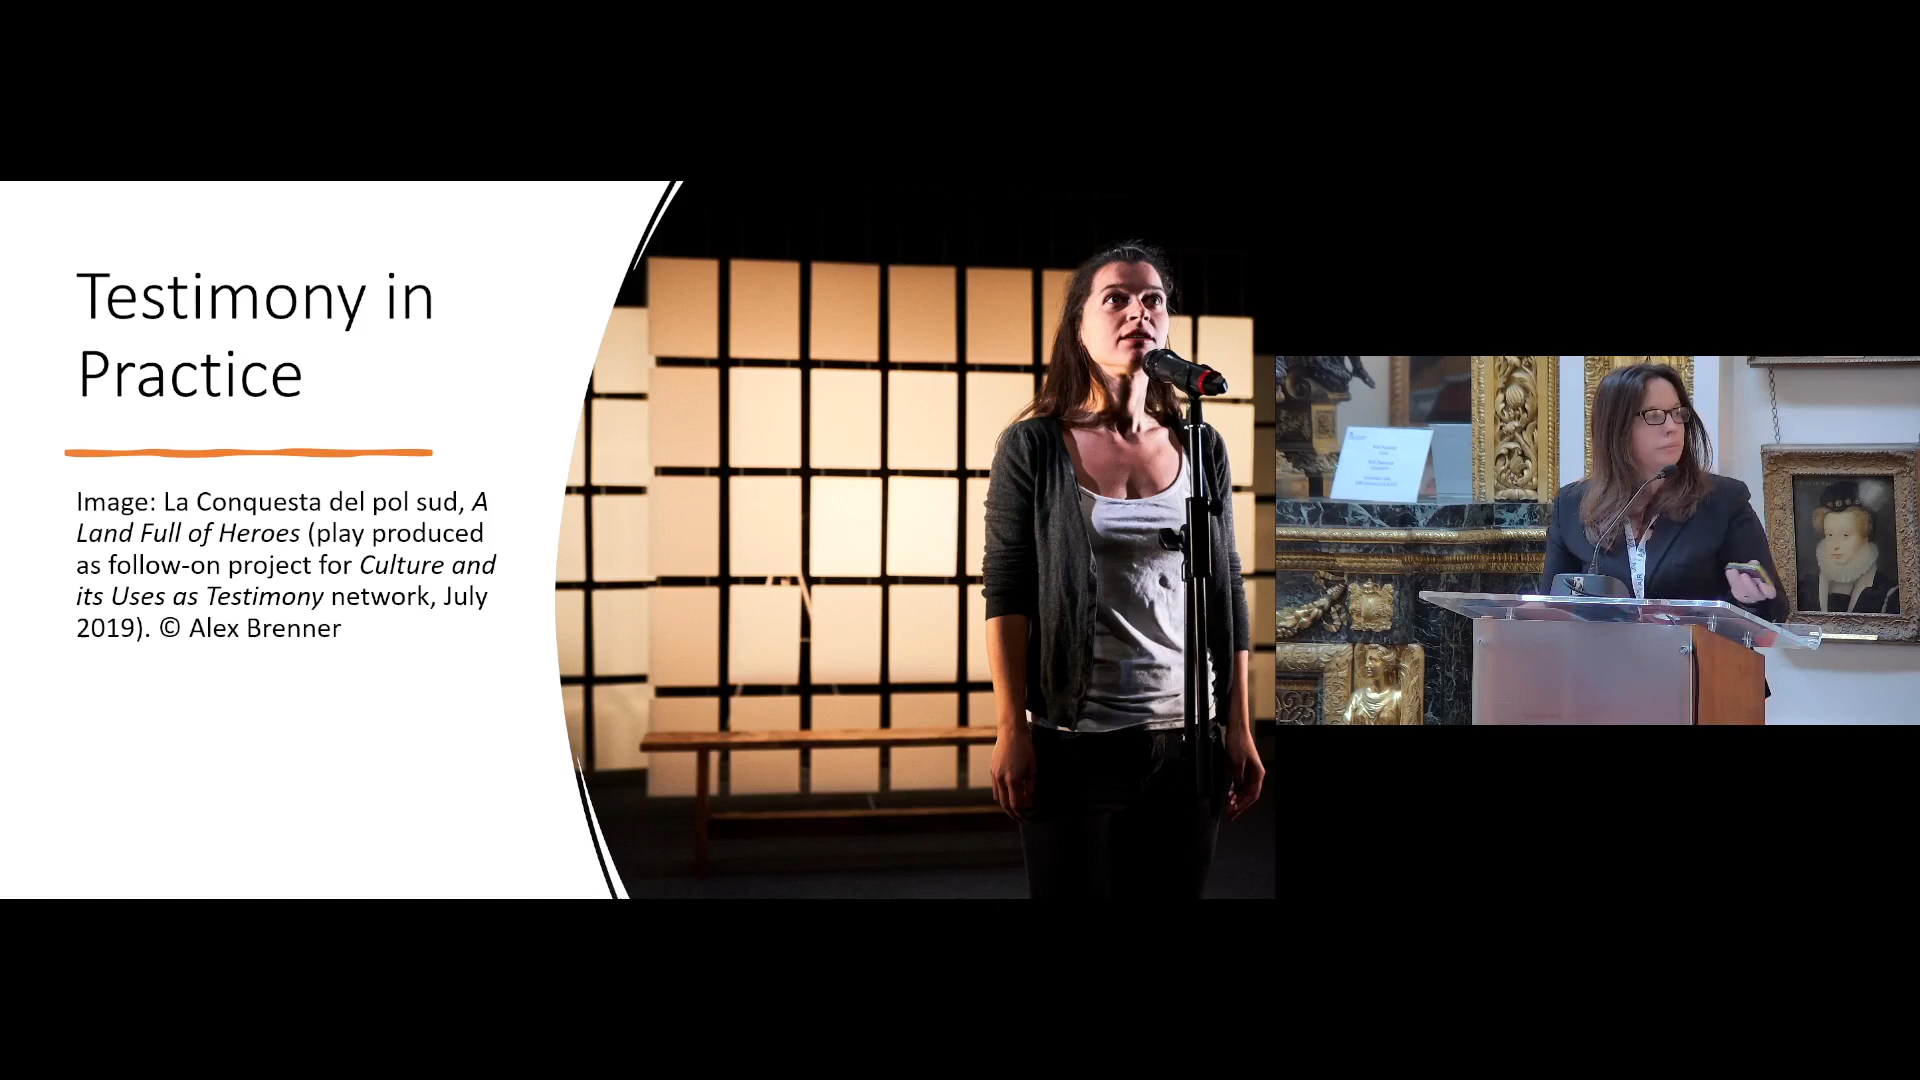 Testimony in
Practice
Image: La Conquesta del pol sud, A
Land Full of Heroes (play produced
as follow-on project for Culture and
its Uses as Testimony network, July
2019). © Alex Brenner